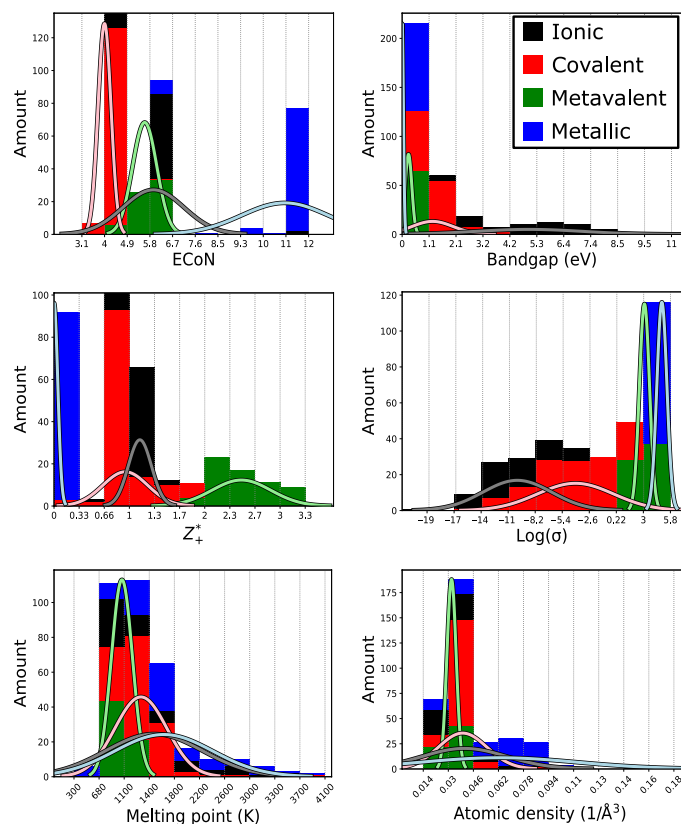 120
100
80
60
40
20
0
Amount
3.1 4 4.9 5.8 6.7 9.3 10 11 12
ECoN
200
150
100
50
0
Amount
0 1.1 2.1 3.2 4.2 5.3 6.3 7.4 8.5 9.5 11
Bandgap (eV)
Ionic
Covalent
Metavalent
Metallic
100
80
60
40
20
0
Amount
0 0.33 0.66 1 1.3 1.7 2 2.3 2.7 3 3.3
Z*+
120
100
80
60
40
20
0
Amount
−19 −17 −14 −11 −8.2 −5.4 −2.6 0.22 3 5.8
Log(σ)
100
80
60
40
20
0
Amount
300 680 1100 1400 1800 2200 2600 3000 3300 3700 4100
Melting point (K)
175
150
125
100
75
50
25
0
Amount
0.014 0.03 0.046 0.062 0.078 0.094 0.11 0.13 0.14 0.16 0.18
Atomic density (1/Å³)